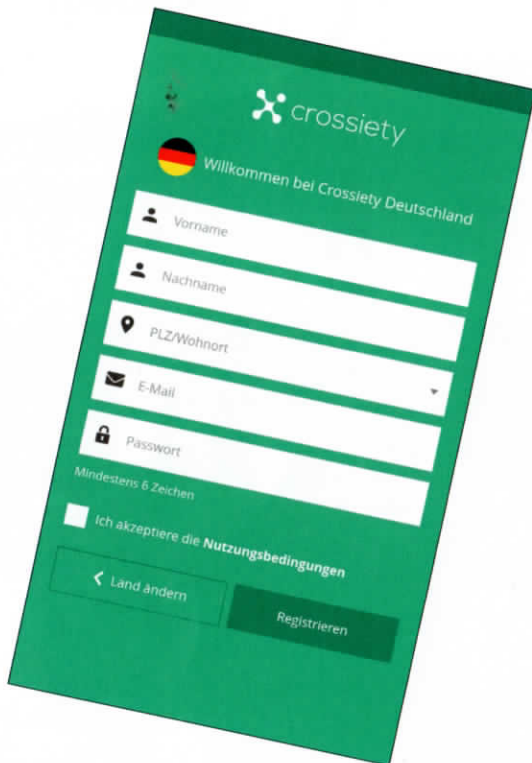 crossiety
Willkommen bei Crossiety Deutschland
Vorname
Nachname
PLZ/Wohnort
E-Mail
Passwort
Mindestens 6 Zeichen
Ich akzeptiere die Nutzungsbedingungen
Land ändern
Registrieren